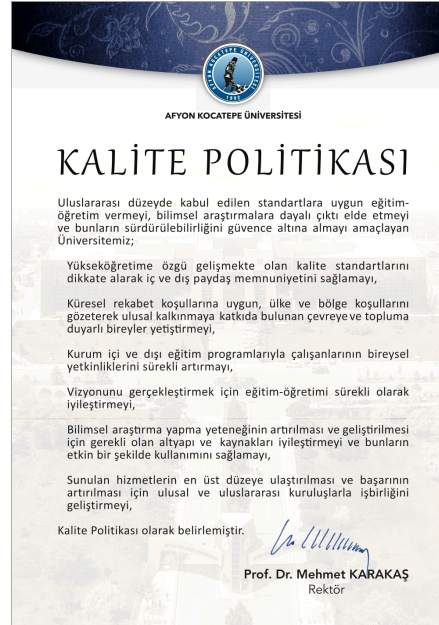 AFYON KOCATEPE ÜNİVERSİTESİ
1992
AFYON KOCATEPE ÜNİVERSİTESİ
KALİTE POLİTİKASI
Uluslararası düzeyde kabul edilen standartlara uygun eğitim-
öğretim vermeyi, bilimsel araştırmalara dayalı çıktı elde etmeyi
ve bunların sürdürülebilirliğini güvence altına almayı amaçlayan
Üniversitemiz;
Yükseköğretime özgü gelişmekte olan kalite standartlarını
dikkate alarak iç ve dış paydaş memnuniyetini sağlamayı,
Küresel rekabet koşullarına uygun, ülke ve bölge koşullarını
gözeterek ulusal kalkınmaya katkıda bulunan çevreye ve topluma
duyarlı bireyler yetiştirmeyi,
Kurum içi ve dışı eğitim programlarıyla çalışanlarının bireysel
yetkinliklerini sürekli artırmayı,
Vizyonunu gerçekleştirmek için eğitim-öğretimi sürekli olarak
iyileştirmeyi,
Bilimsel araştırma yapma yeteneğinin artırılması ve geliştirilmesi
için gerekli olan altyapı ve kaynakları iyileştirmeyi ve bunların
etkin bir şekilde kullanımını sağlamayı,
Sunulan hizmetlerin en üst düzeye ulaştırılması ve başarının
artırılması için ulusal ve uluslararası kuruluşlarla işbirliğini
geliştirmeyi,
Kalite Politikası olarak belirlemiştir.
Prof. Dr. Mehmet KARAKAŞ
Rektör